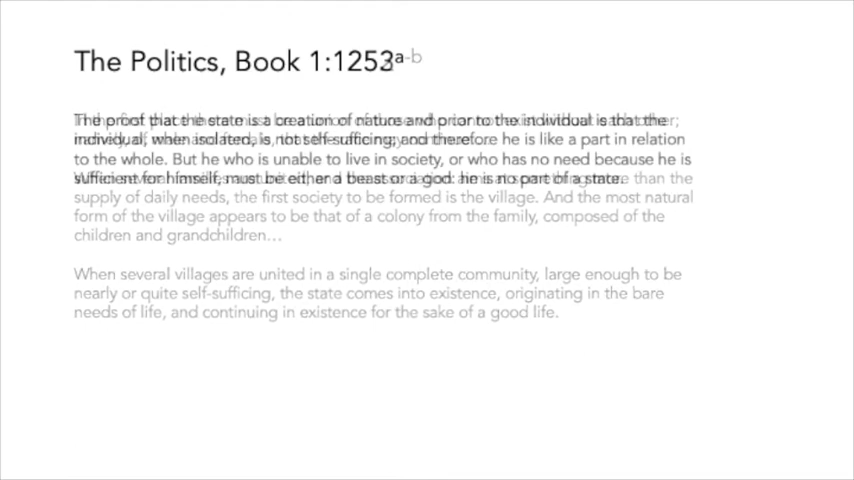 The Politics, Book 1:1253a-b
The proof that the state is a creation of nature and prior to the individual is that the
individual, when isolated, is not self-sufficing; and therefore he is like a part in relation
to the whole. But he who is unable to live in society, or who has no need because he is
sufficient for himself, must be either a beast or a god: he is no part of a state.
than the
supply of daily needs, the first society to be formed is the village. And the most natural
form of the village appears to be that of a colony from the family, composed of the
children and grandchildren…
When several villages are united in a single complete community, large enough to be
nearly or quite self-sufficing, the state comes into existence, originating in the bare
needs of life, and continuing in existence for the sake of a good life.